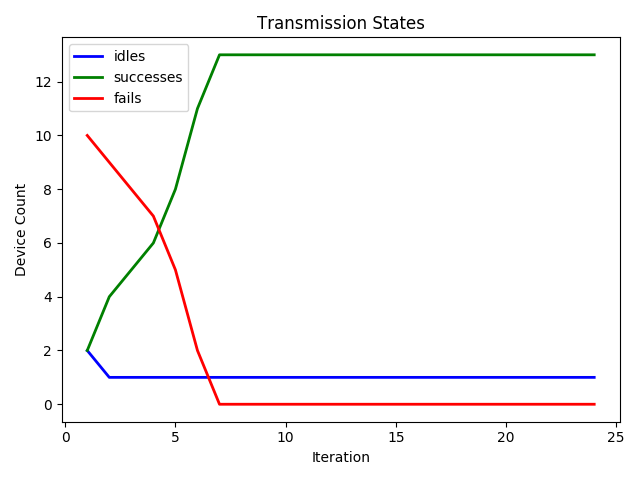 Transmission States
idles
successes
fails
Device Count
12
10
8
6
4
2
0
0 5 10 15 20 25
Iteration